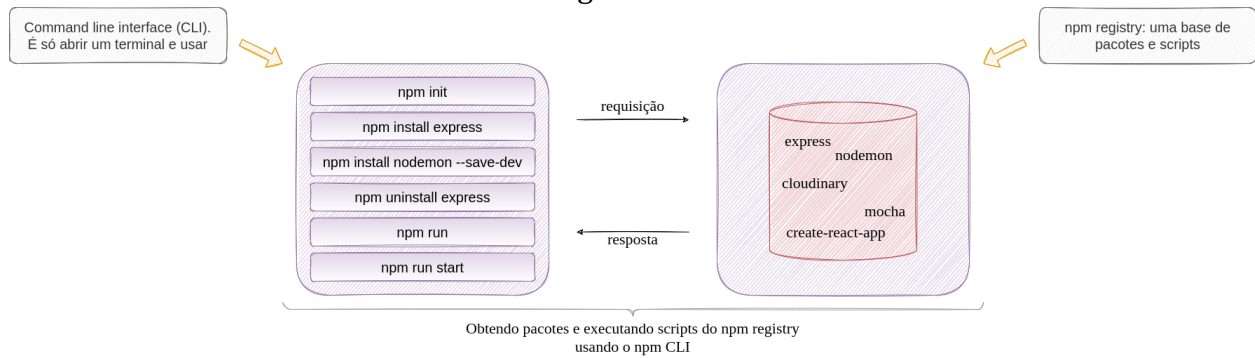 Command line interface (CLI).
É só abrir um terminal e usar
npm registry: uma base de
pacotes e scripts
npm init
npm install express
npm install nodemon --save-dev
npm uninstall express
npm run
npm run start
requisição
resposta
express
nodemon
cloudinary
mocha
create-react-app
Obtendo pacotes e executando scripts do npm registry
usando o npm CLI